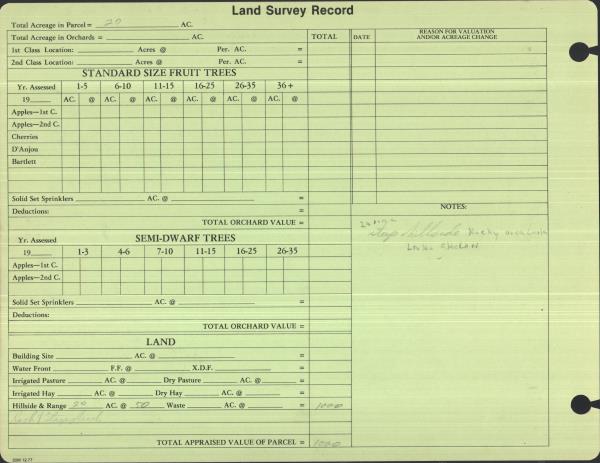 Land Survey Record
Total Acreage in Parcel = 20 AC.
Total Acreage in Orchards = AC. TOTAL DATE REASON FOR VALUATION AND/OR ACREAGE CHANGE
1st Class Location: Acres @ Per. AC. =
2nd Class Location: Acres @ Per. AC. =
STANDARD SIZE FRUIT TREES
Yr. Assessed 1-5 6-10 11-15 16-25 26-35 36+
19 AC. @ AC. @ AC. @ AC. @ AC. @ AC. @
Apples—1st C.
Apples—2nd C.
Cherries
D'Anjou
Bartlett
Solid Set Sprinklers AC. @ =
Deductions: =
TOTAL ORCHARD VALUE =
NOTES:
Steep hillside Rocky
Lake Chelan
SEMI-DWARF TREES
Yr. Assessed 1-3 4-6 7-10 11-15 16-25 26-35
19
Apples—1st C.
Apples—2nd C.
Solid Set Sprinklers AC. @ =
Deductions: =
TOTAL ORCHARD VALUE =
LAND
Building Site AC. @ =
Water Front F.F. @ X.D.F. =
Irrigated Pasture AC. @ Dry Pasture AC. @ =
Irrigated Hay AC. @ Dry Hay AC. @ =
Hillside & Range 20 AC. @ 50 Waste AC. @ = 1000
TOTAL APPRAISED VALUE OF PARCEL = 1000